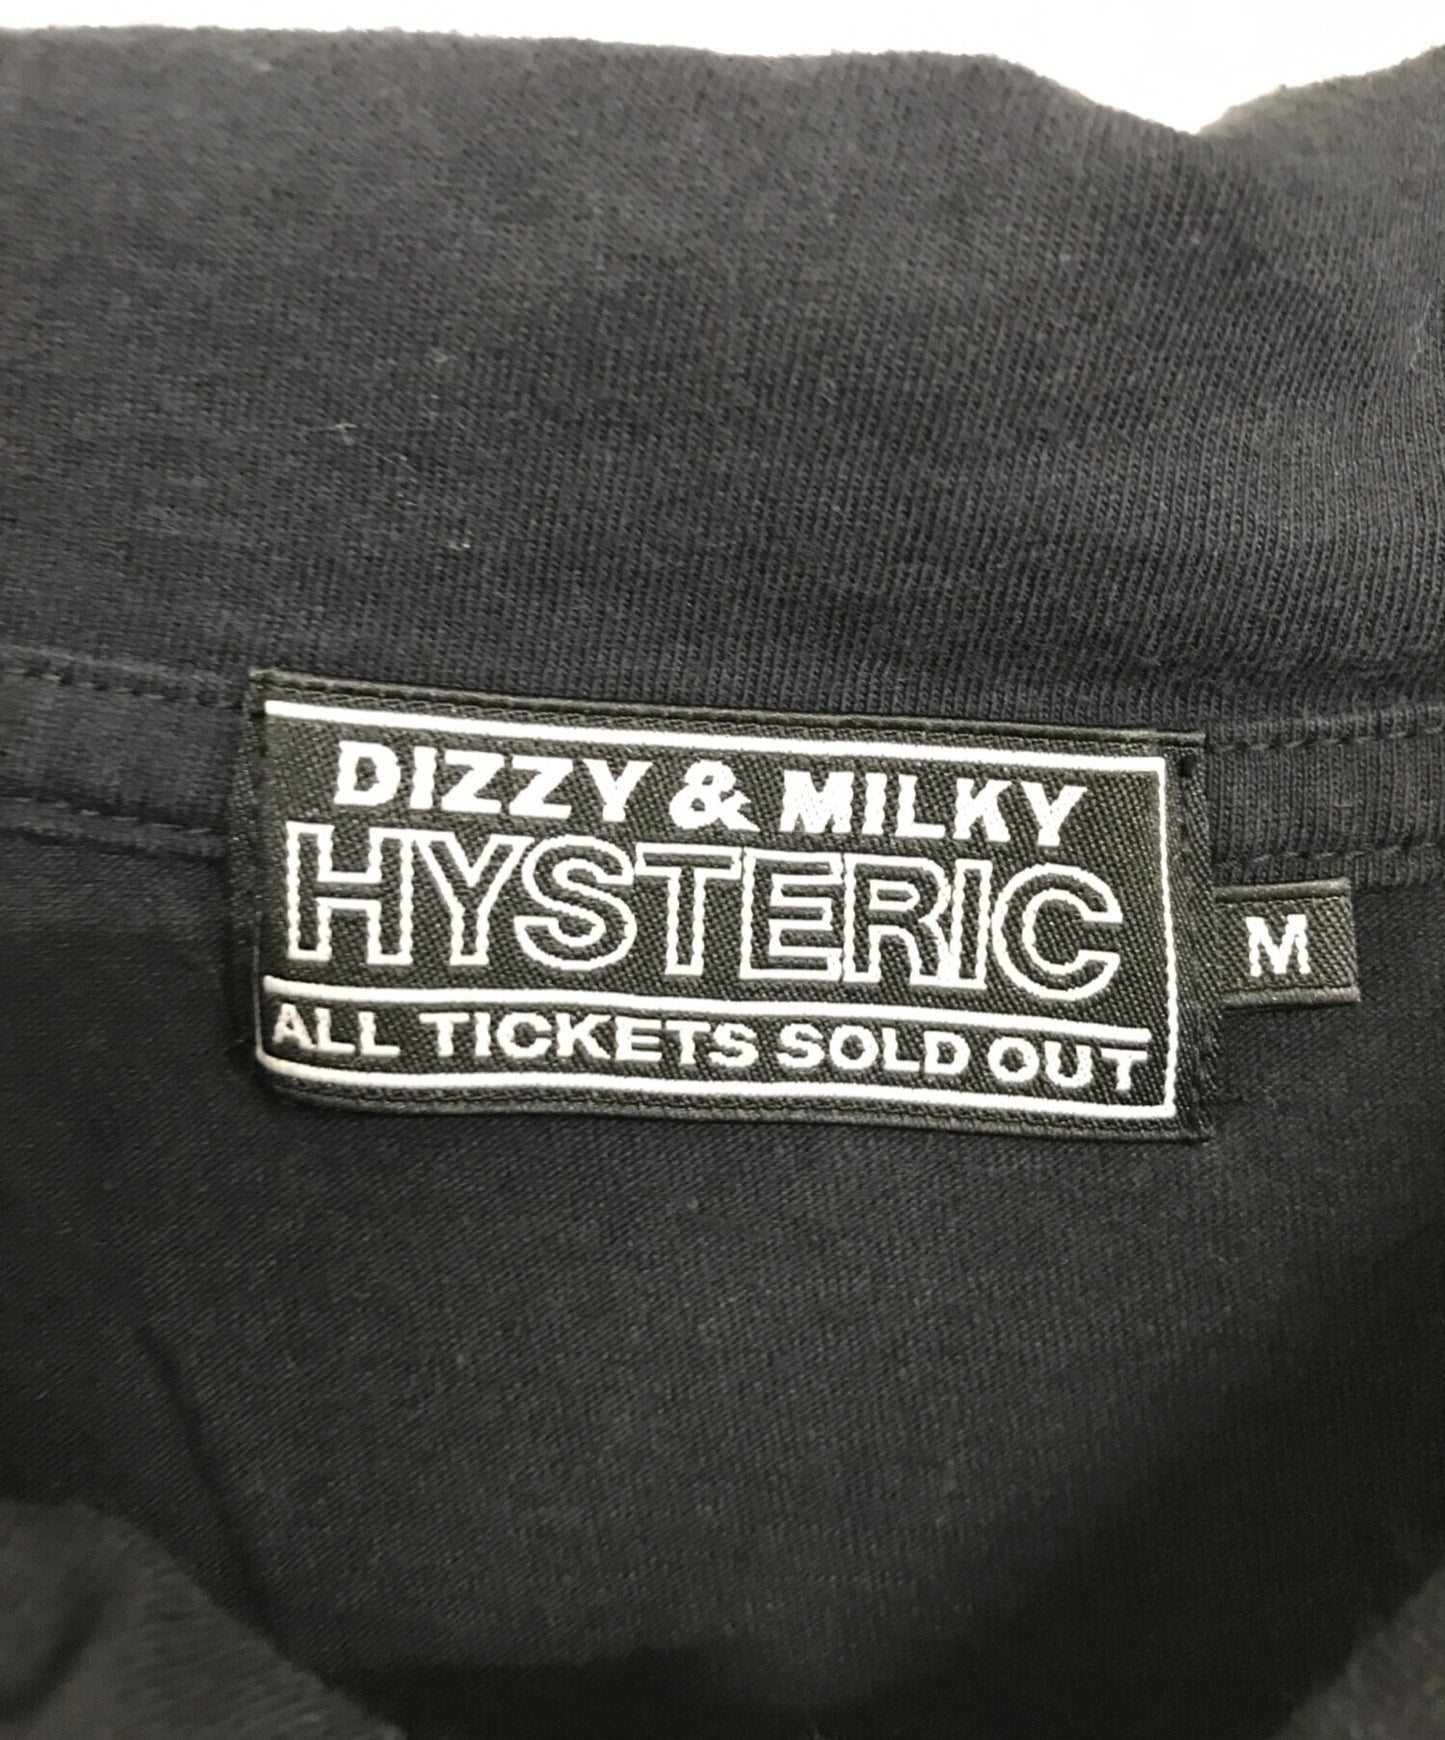 DIZZY & MILKY
HYSTERIC
ALL TICKETS SOLD OUT
M